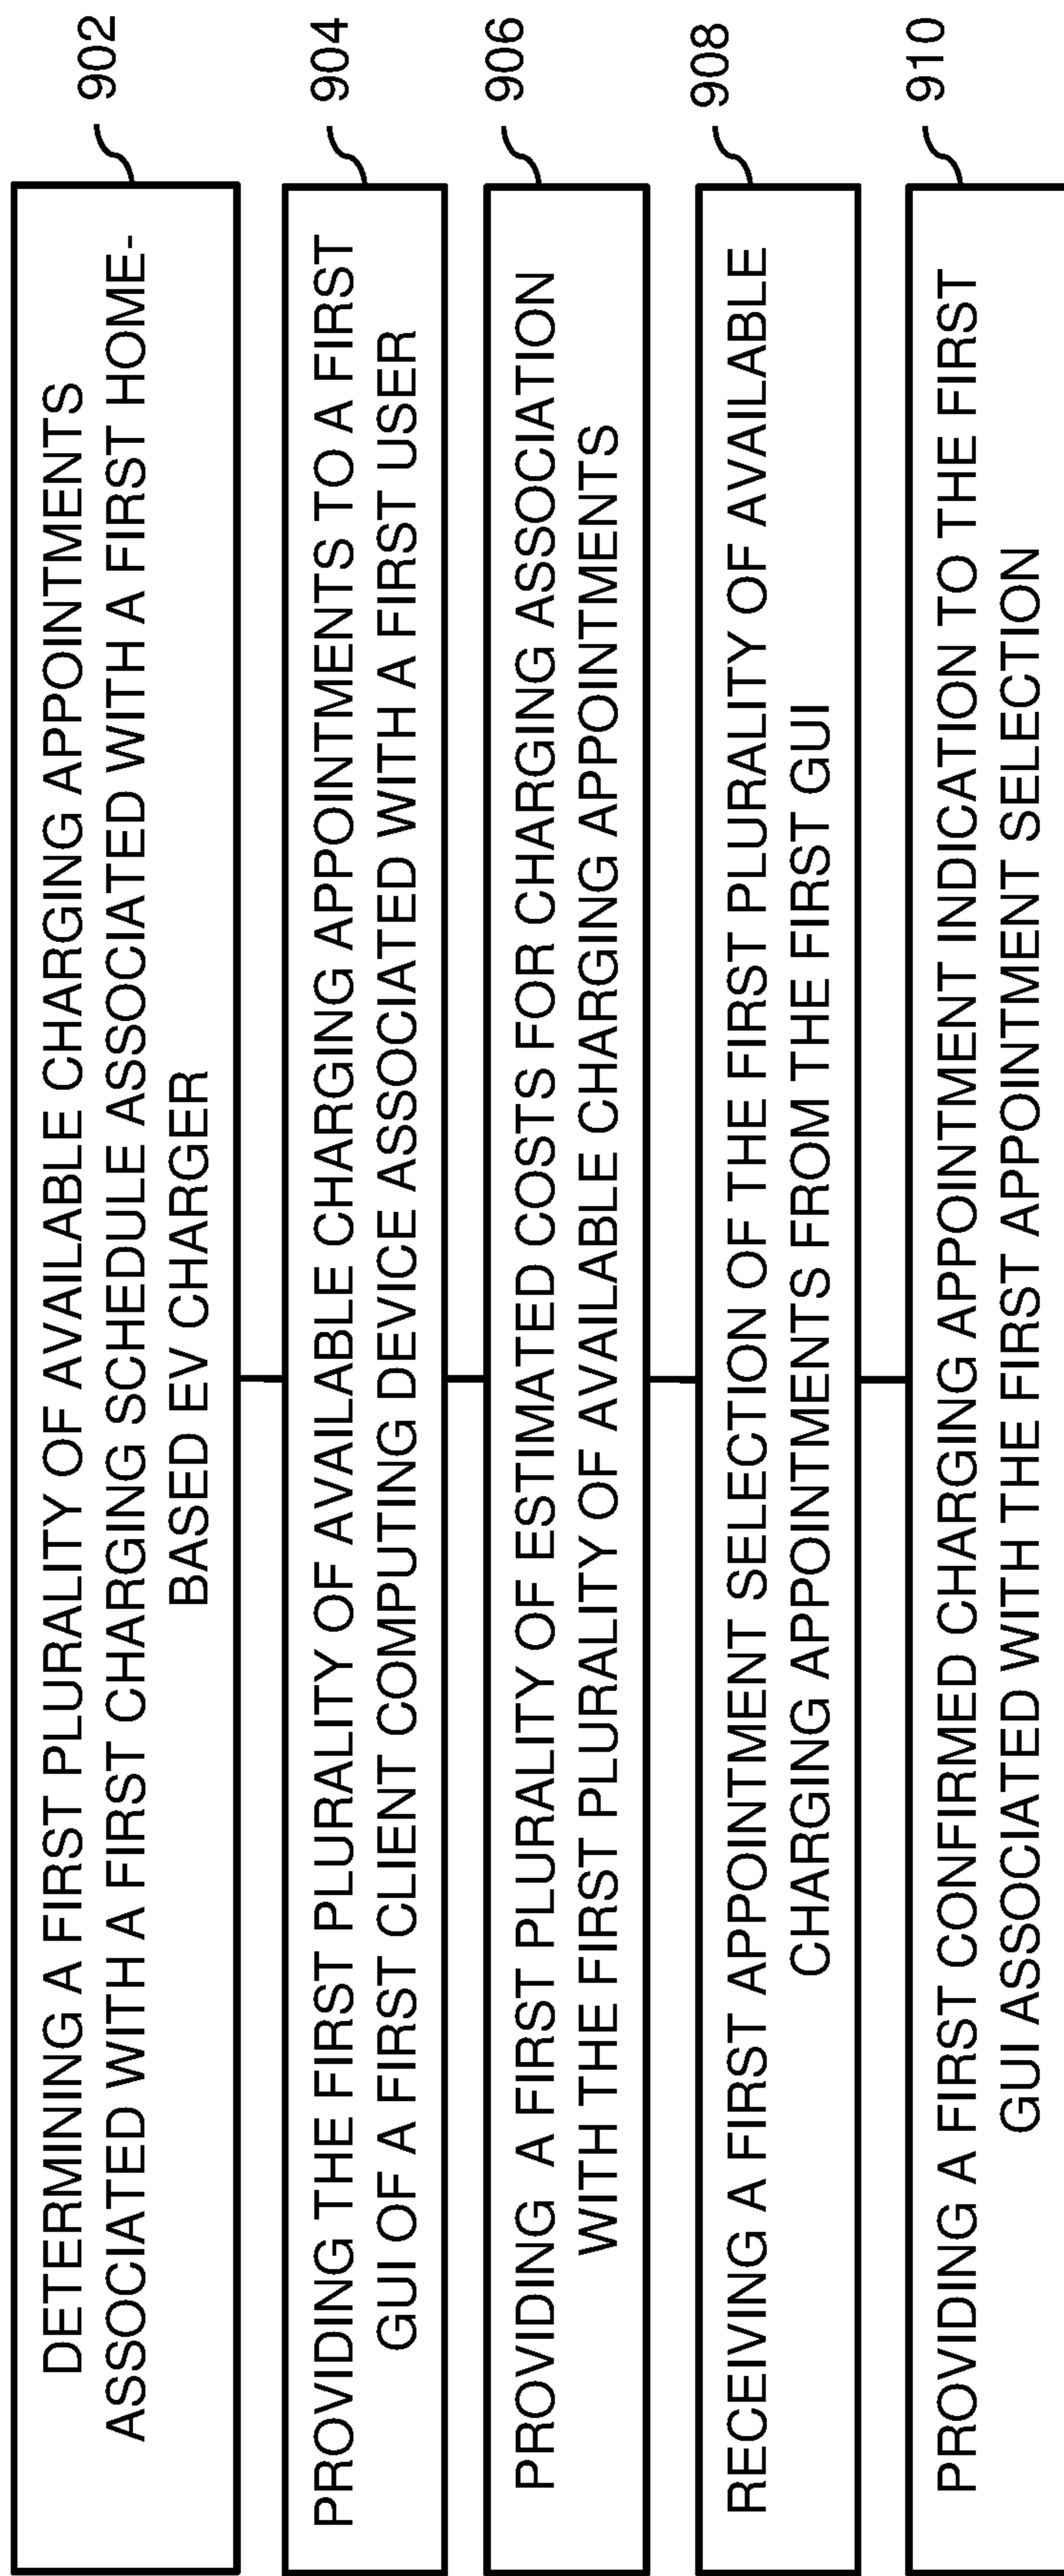 DETERMINING A FIRST PLURALITY OF AVAILABLE CHARGING APPOINTMENTS
ASSOCIATED WITH A FIRST CHARGING SCHEDULE ASSOCIATED WITH A FIRST HOME-
BASED EV CHARGER
902
PROVIDING THE FIRST PLURALITY OF AVAILABLE CHARGING APPOINTMENTS TO A FIRST
GUI OF A FIRST CLIENT COMPUTING DEVICE ASSOCIATED WITH A FIRST USER
904
PROVIDING A FIRST PLURALITY OF ESTIMATED COSTS FOR CHARGING ASSOCIATION
WITH THE FIRST PLURALITY OF AVAILABLE CHARGING APPOINTMENTS
906
RECEIVING A FIRST APPOINTMENT SELECTION OF THE FIRST PLURALITY OF AVAILABLE
CHARGING APPOINTMENTS FROM THE FIRST GUI
908
PROVIDING A FIRST CONFIRMED CHARGING APPOINTMENT INDICATION TO THE FIRST
GUI ASSOCIATED WITH THE FIRST APPOINTMENT SELECTION
910